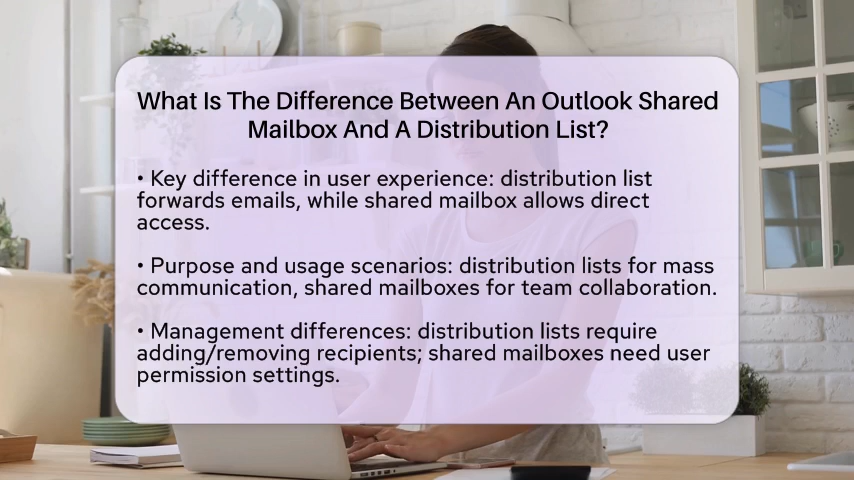 What Is The Difference Between An Outlook Shared
Mailbox And A Distribution List?
• Key difference in user experience: distribution list
forwards emails, while shared mailbox allows direct
access.
• Purpose and usage scenarios: distribution lists for mass
communication, shared mailboxes for team collaboration.
• Management differences: distribution lists require
adding/removing recipients; shared mailboxes need user
permission settings.